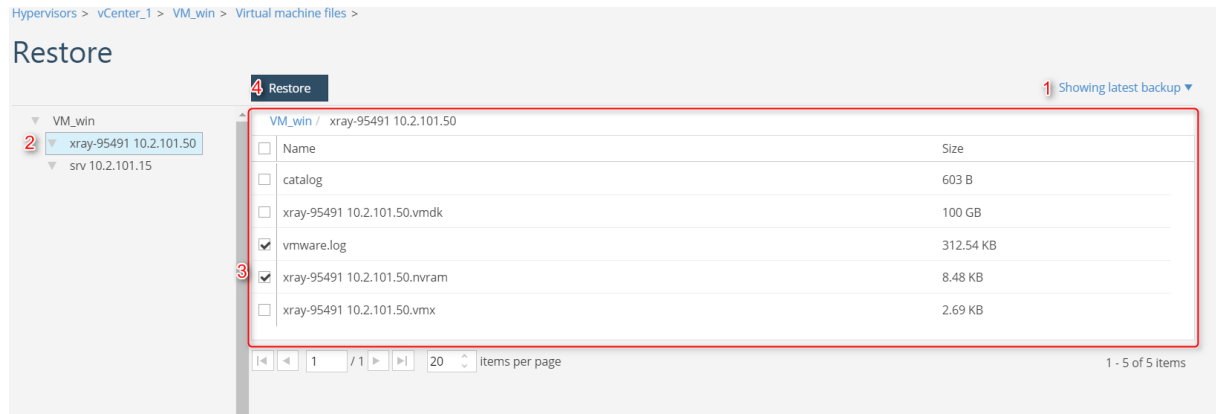 Hypervisors > vCenter_1 > VM_win > Virtual machine files >
Restore
4 Restore
1 Showing latest backup ▼
VM_win
2 xray-95491 10.2.101.50
srv 10.2.101.15
VM_win / xray-95491 10.2.101.50
Name Size
catalog 603 B
xray-95491 10.2.101.50.vmdk 100 GB
vmware.log 312.54 KB
3 xray-95491 10.2.101.50.nvram 8.48 KB
xray-95491 10.2.101.50.vmx 2.69 KB
1 / 1 20 items per page 1 - 5 of 5 items